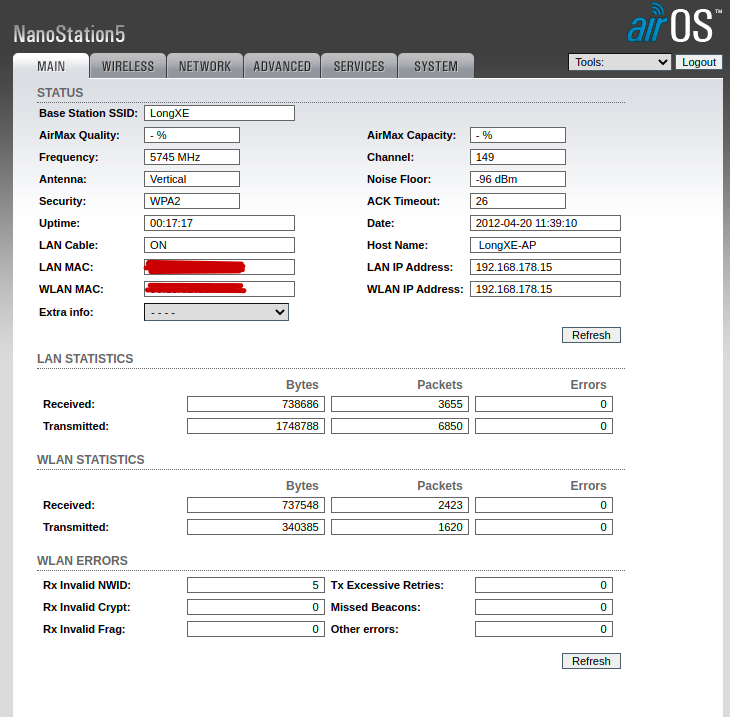 NanoStation5
airOS™
MAIN WIRELESS NETWORK ADVANCED SERVICES SYSTEM Tools: Logout
STATUS
Base Station SSID: LongXE
AirMax Quality: - % AirMax Capacity: - %
Frequency: 5745 MHz Channel: 149
Antenna: Vertical Noise Floor: -96 dBm
Security: WPA2 ACK Timeout: 26
Uptime: 00:17:17 Date: 2012-04-20 11:39:10
LAN Cable: ON Host Name: LongXE-AP
LAN MAC: LAN IP Address: 192.168.178.15
WLAN MAC: WLAN IP Address: 192.168.178.15
Extra info: - - - -
Refresh
LAN STATISTICS
Bytes Packets Errors
Received: 738686 3655 0
Transmitted: 1748788 6850 0
WLAN STATISTICS
Bytes Packets Errors
Received: 737548 2423 0
Transmitted: 340385 1620 0
WLAN ERRORS
Rx Invalid NWID: 5 Tx Excessive Retries: 0
Rx Invalid Crypt: 0 Missed Beacons: 0
Rx Invalid Frag: 0 Other errors: 0
Refresh